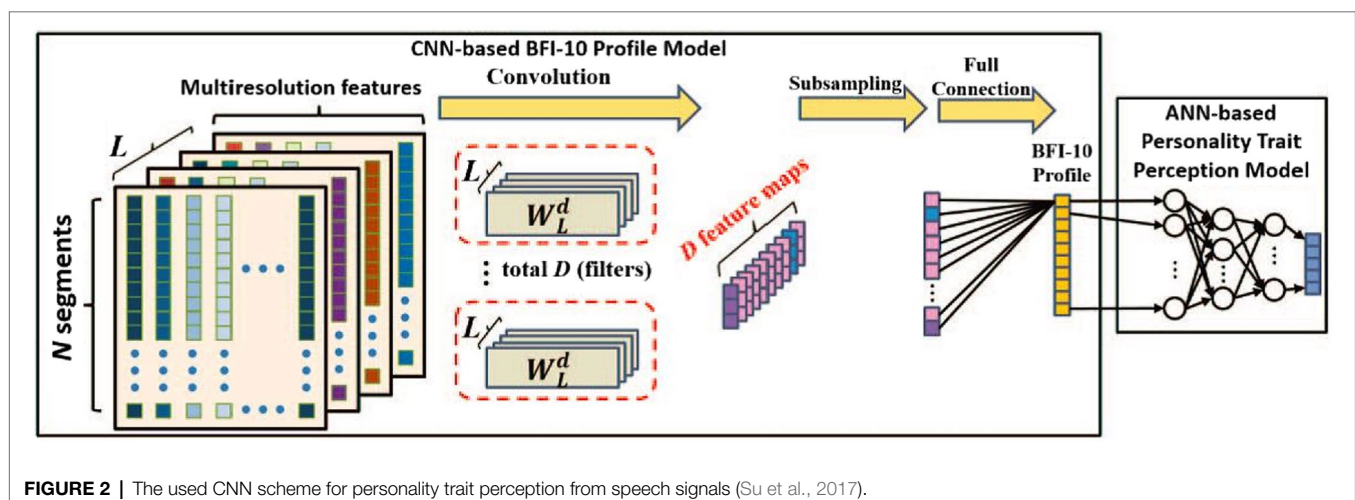 CNN-based BFI-10 Profile Model
Multiresolution features
Convolution
Subsampling
Full
Connection
L
N segments
L
W_L^d
⋮ total D (filters)
L
W_L^d
D feature maps
BFI-10
Profile
ANN-based
Personality Trait
Perception Model
FIGURE 2 | The used CNN scheme for personality trait perception from speech signals (Su et al., 2017).